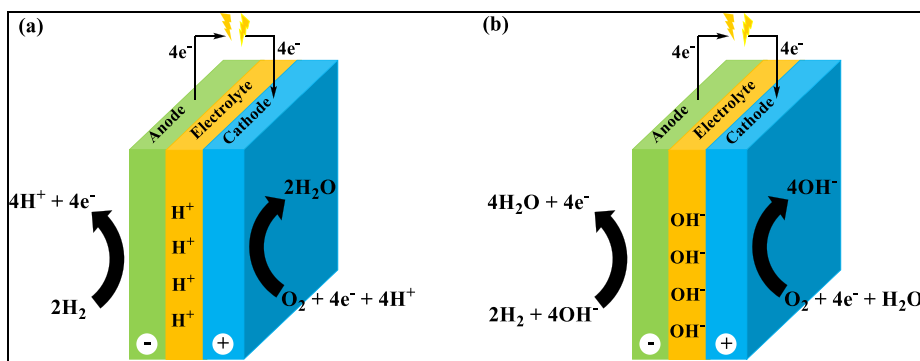 (a)
4e⁻ 4e⁻
Anode
Electrolyte
Cathode
4H⁺ + 4e⁻
2H₂O
H⁺
H⁺
H⁺
H⁺
2H₂
O₂ + 4e⁻ + 4H⁺
- +
(b)
4e⁻ 4e⁻
Anode
Electrolyte
Cathode
4H₂O + 4e⁻
4OH⁻
OH⁻
OH⁻
OH⁻
OH⁻
2H₂ + 4OH⁻
O₂ + 4e⁻ + H₂O
- +